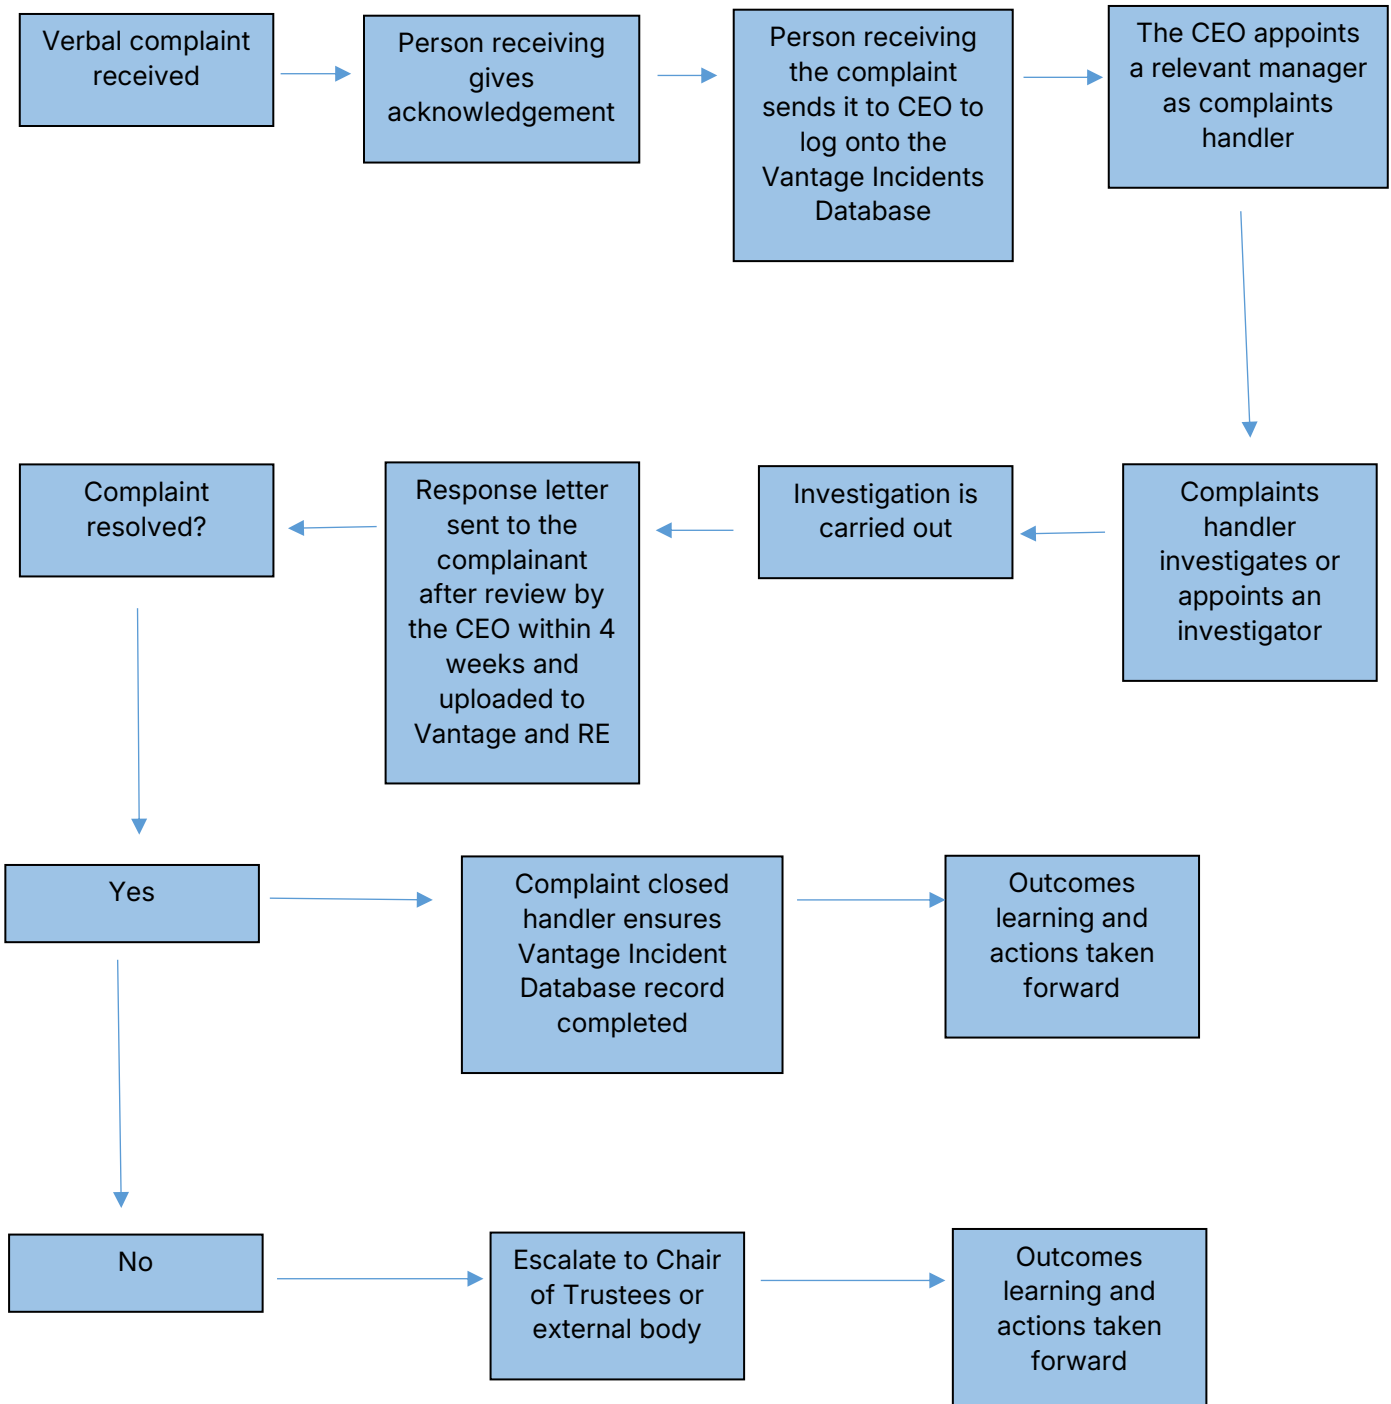 Verbal complaint
received
Person receiving
gives
acknowledgement
Person receiving
the complaint
sends it to CEO to
log onto the
Vantage Incidents
Database
The CEO appoints
a relevant manager
as complaints
handler
Complaints
handler
investigates or
appoints an
investigator
Investigation is
carried out
Response letter
sent to the
complainant
after review by
the CEO within 4
weeks and
uploaded to
Vantage and RE
Complaint
resolved?
Yes
Complaint closed
handler ensures
Vantage Incident
Database record
completed
Outcomes
learning and
actions taken
forward
No
Escalate to Chair
of Trustees or
external body
Outcomes
learning and
actions taken
forward